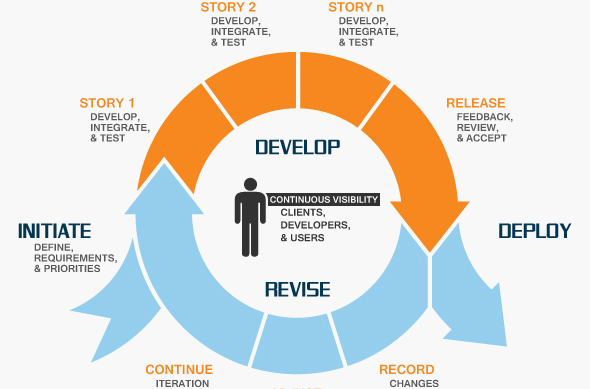 STORY 2
DEVELOP,
INTEGRATE,
& TEST
STORY n
DEVELOP,
INTEGRATE,
& TEST
STORY 1
DEVELOP,
INTEGRATE,
& TEST
RELEASE
FEEDBACK,
REVIEW,
& ACCEPT
DEVELOP
CONTINUOUS VISIBILITY
CLIENTS,
DEVELOPERS,
& USERS
INITIATE
DEFINE,
REQUIREMENTS,
& PRIORITIES
DEPLOY
REVISE
CONTINUE
ITERATION
RECORD
CHANGES